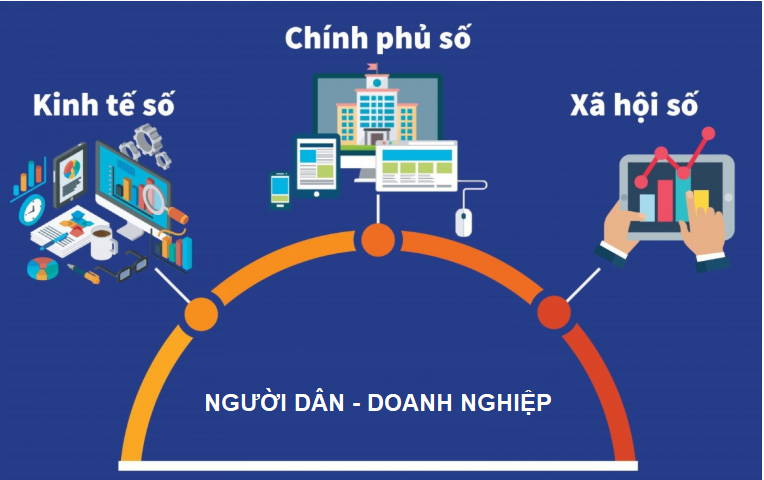 Chính phủ số
Kinh tế số
Xã hội số
NGƯỜI DÂN - DOANH NGHIỆP